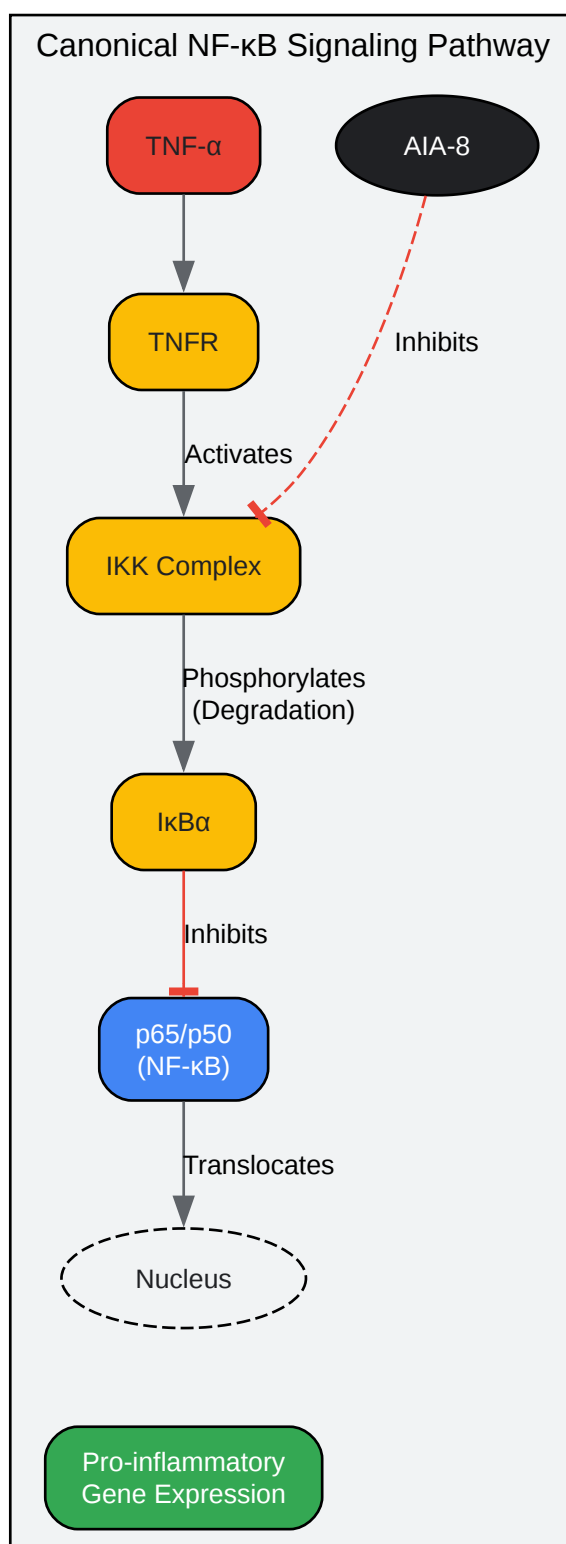 Canonical NF-κB Signaling Pathway
TNF-α
AIA-8
TNFR
Inhibits
Activates
IKK Complex
Phosphorylates
(Degradation)
IκBα
Inhibits
p65/p50
(NF-κB)
Translocates
Nucleus
Pro-inflammatory
Gene Expression